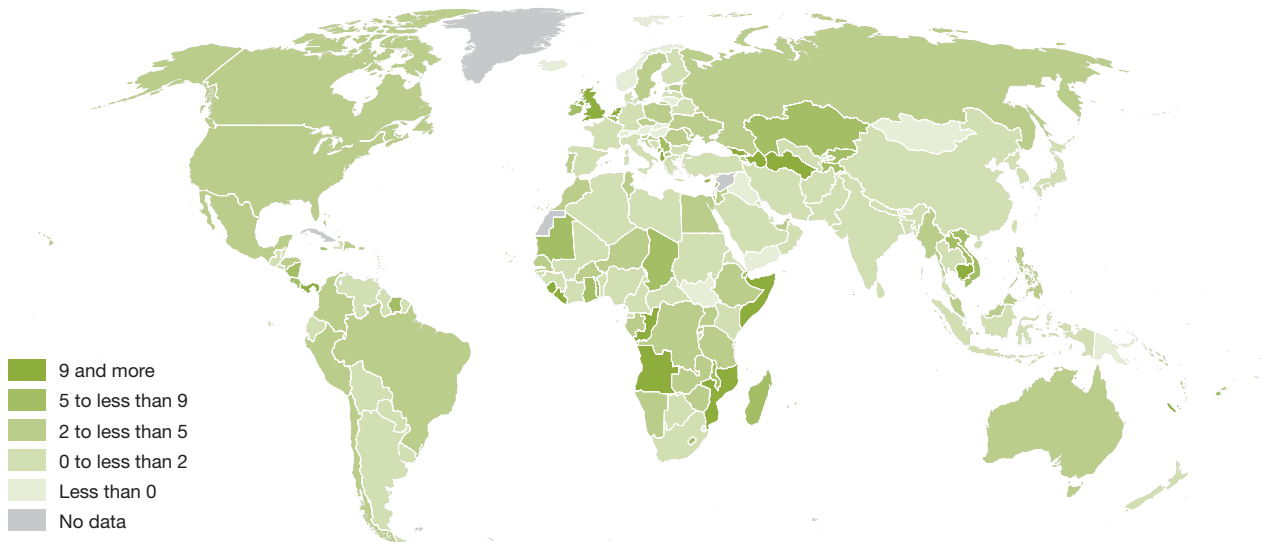 9 and more
5 to less than 9
2 to less than 5
0 to less than 2
Less than 0
No data